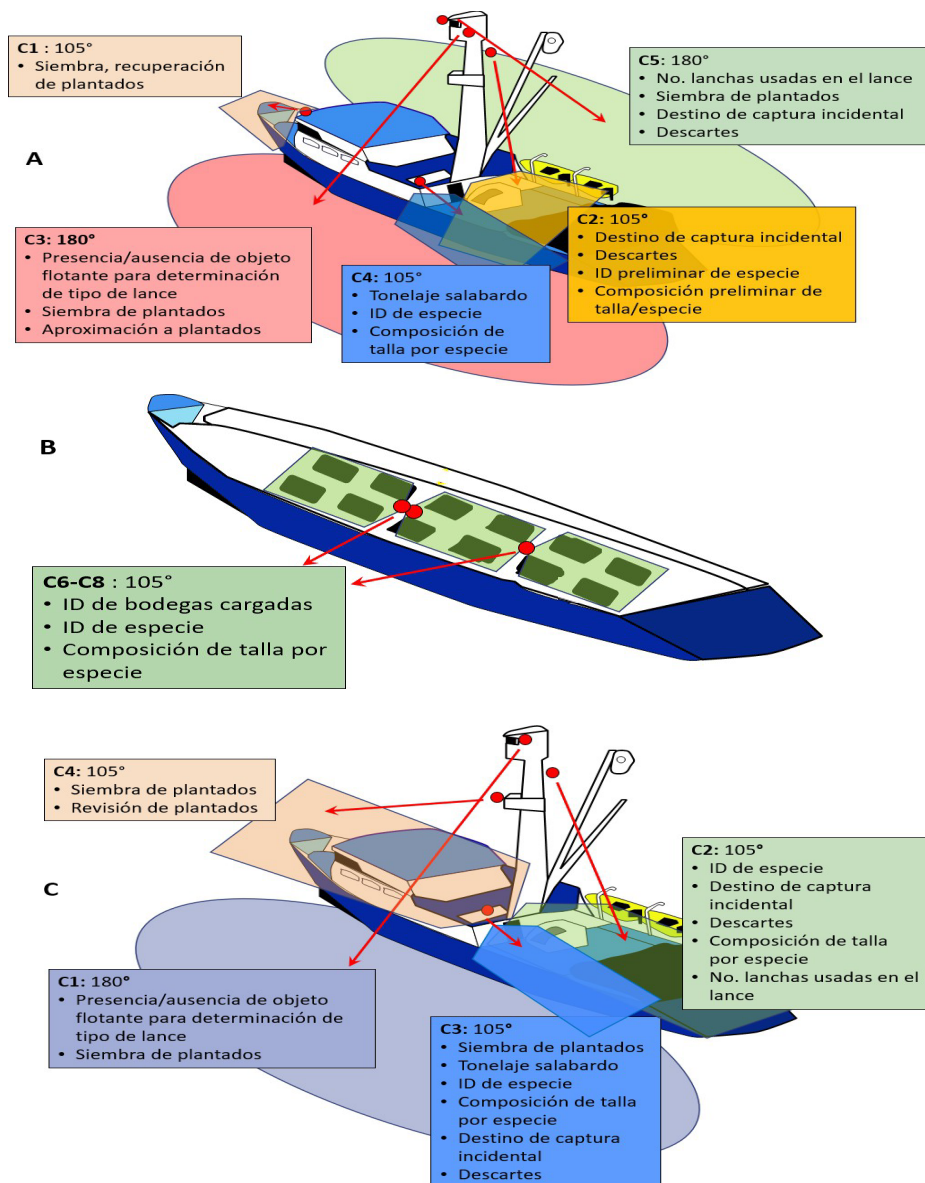 C1 : 105°
• Siembra, recuperación
de plantados
C5: 180°
• No. lanchas usadas en el lance
• Siembra de plantados
• Destino de captura incidental
• Descartes
A
C3: 180°
• Presencia/ausencia de objeto
flotante para determinación
de tipo de lance
• Siembra de plantados
• Aproximación a plantados
C4: 105°
• Tonelaje salabardo
• ID de especie
• Composición de
talla por especie
C2: 105°
• Destino de captura incidental
• Descartes
• ID preliminar de especie
• Composición preliminar de
talla/especie
B
C6-C8 : 105°
• ID de bodegas cargadas
• ID de especie
• Composición de talla por
especie
C4: 105°
• Siembra de plantados
• Revisión de plantados
C
C2: 105°
• ID de especie
• Destino de captura
incidental
• Descartes
• Composición de talla
por especie
• No. lanchas usadas en el
lance
C1: 180°
• Presencia/ausencia de objeto
flotante para determinación de
tipo de lance
• Siembra de plantados
C3: 105°
• Siembra de plantados
• Tonelaje salabardo
• ID de especie
• Composición de talla
por especie
• Destino de captura
incidental
• Descartes